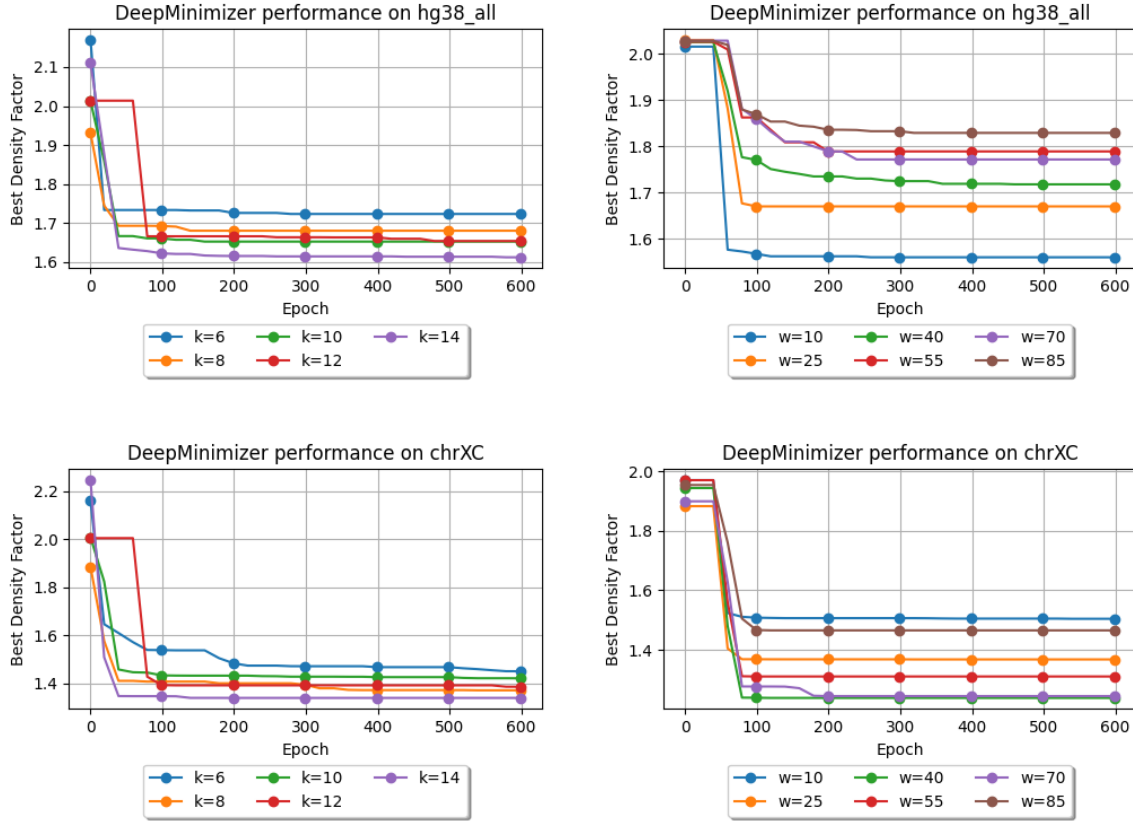 DeepMinimizer performance on hg38_all
Best Density Factor
2.1
2.0
1.9
1.8
1.7
1.6
0 100 200 300 400 500 600
Epoch
k=6 k=10 k=14
k=8 k=12
DeepMinimizer performance on hg38_all
Best Density Factor
2.0
1.9
1.8
1.7
1.6
0 100 200 300 400 500 600
Epoch
w=10 w=40 w=70
w=25 w=55 w=85
DeepMinimizer performance on chrXC
Best Density Factor
2.2
2.0
1.8
1.6
1.4
0 100 200 300 400 500 600
Epoch
k=6 k=10 k=14
k=8 k=12
DeepMinimizer performance on chrXC
Best Density Factor
2.0
1.8
1.6
1.4
0 100 200 300 400 500 600
Epoch
w=10 w=40 w=70
w=25 w=55 w=85